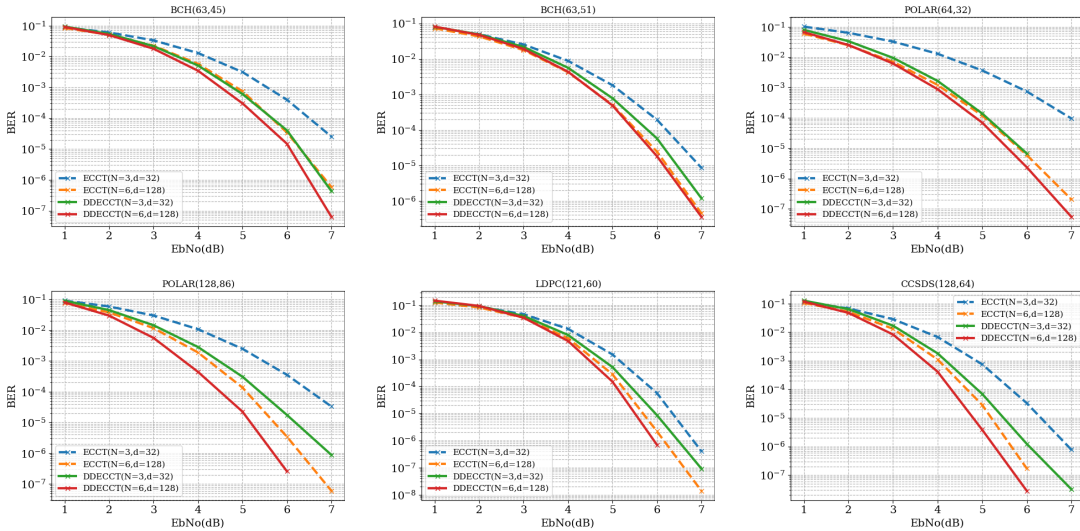 BCH(63,45)
10⁻¹
10⁻²
10⁻³
10⁻⁴
10⁻⁵
10⁻⁶
10⁻⁷
BER
ECCT(N=3,d=32)
ECCT(N=6,d=128)
DDECCT(N=3,d=32)
DDECCT(N=6,d=128)
1 2 3 4 5 6 7
EbNo(dB)
BCH(63,51)
10⁻¹
10⁻²
10⁻³
10⁻⁴
10⁻⁵
10⁻⁶
BER
ECCT(N=3,d=32)
ECCT(N=6,d=128)
DDECCT(N=3,d=32)
DDECCT(N=6,d=128)
1 2 3 4 5 6 7
EbNo(dB)
POLAR(64,32)
10⁻¹
10⁻²
10⁻³
10⁻⁴
10⁻⁵
10⁻⁶
10⁻⁷
BER
ECCT(N=3,d=32)
ECCT(N=6,d=128)
DDECCT(N=3,d=32)
DDECCT(N=6,d=128)
1 2 3 4 5 6 7
EbNo(dB)
POLAR(128,86)
10⁻¹
10⁻²
10⁻³
10⁻⁴
10⁻⁵
10⁻⁶
10⁻⁷
BER
ECCT(N=3,d=32)
ECCT(N=6,d=128)
DDECCT(N=3,d=32)
DDECCT(N=6,d=128)
1 2 3 4 5 6 7
EbNo(dB)
LDPC(121,60)
10⁻¹
10⁻²
10⁻³
10⁻⁴
10⁻⁵
10⁻⁶
10⁻⁷
10⁻⁸
BER
ECCT(N=3,d=32)
ECCT(N=6,d=128)
DDECCT(N=3,d=32)
DDECCT(N=6,d=128)
1 2 3 4 5 6 7
EbNo(dB)
CCSDS(128,64)
10⁻¹
10⁻²
10⁻³
10⁻⁴
10⁻⁵
10⁻⁶
10⁻⁷
BER
ECCT(N=3,d=32)
ECCT(N=6,d=128)
DDECCT(N=3,d=32)
DDECCT(N=6,d=128)
1 2 3 4 5 6 7
EbNo(dB)